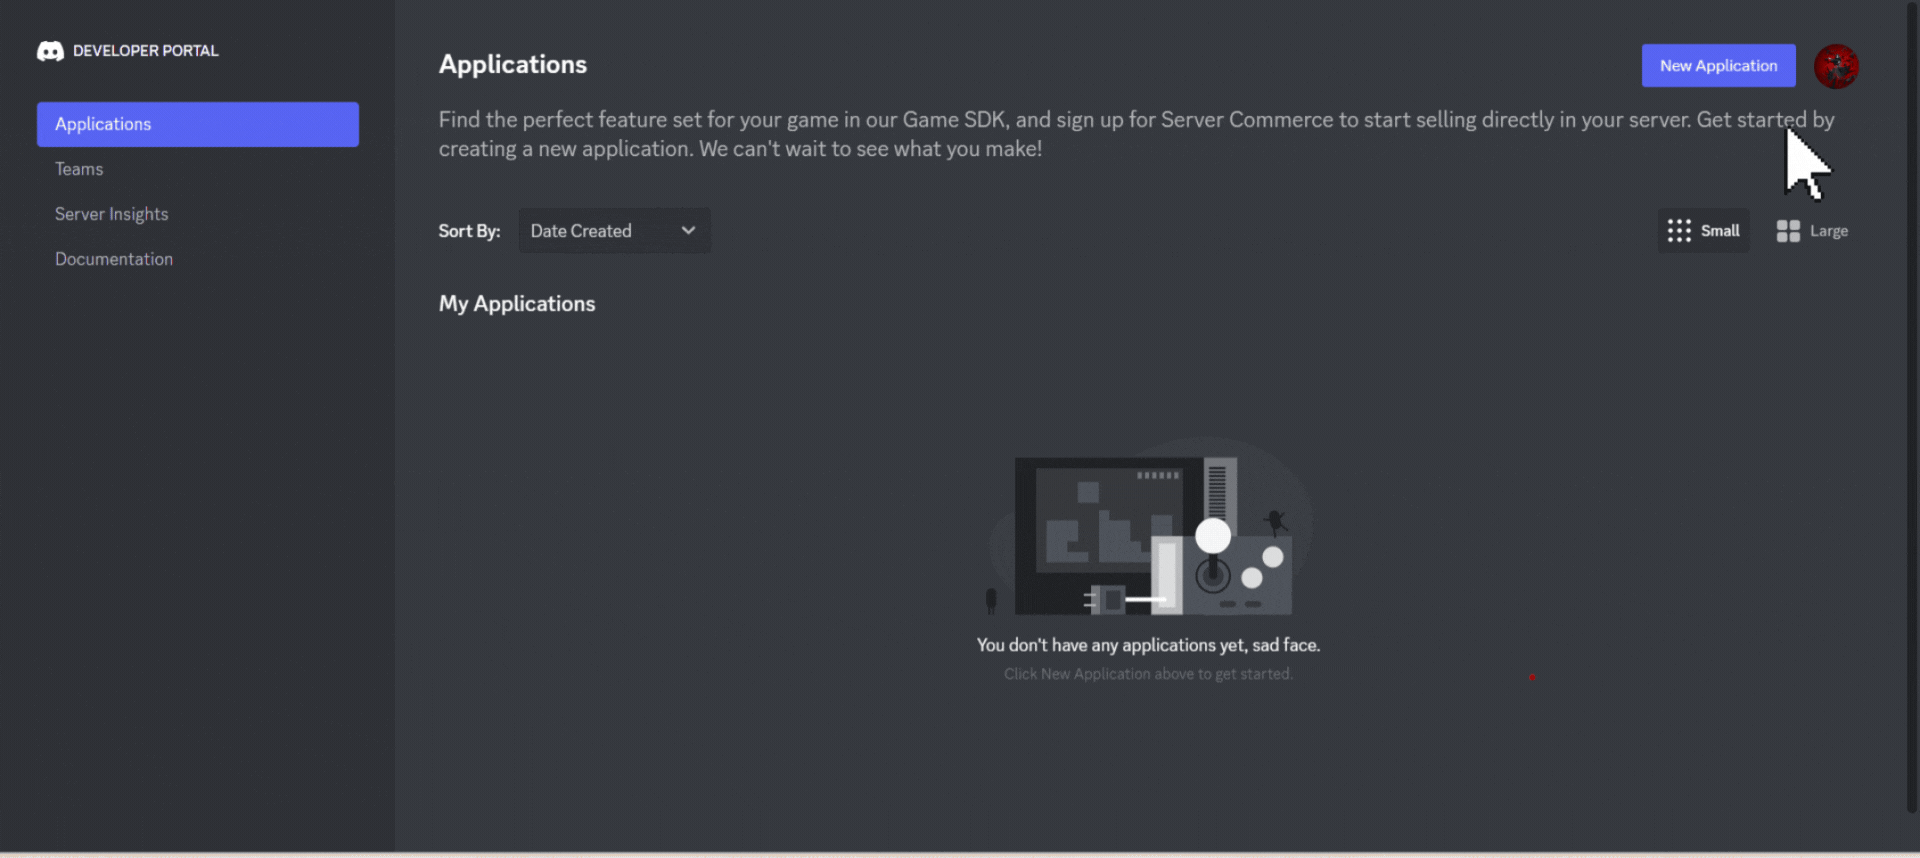 DEVELOPER PORTAL
Applications
Teams
Server Insights
Documentation
Applications
New Application
Find the perfect feature set for your game in our Game SDK, and sign up for Server Commerce to start selling directly in your server. Get started by
creating a new application. We can't wait to see what you make!
Sort By:
Date Created
Small
Large
My Applications
You don't have any applications yet, sad face.
Click New Application above to get started.